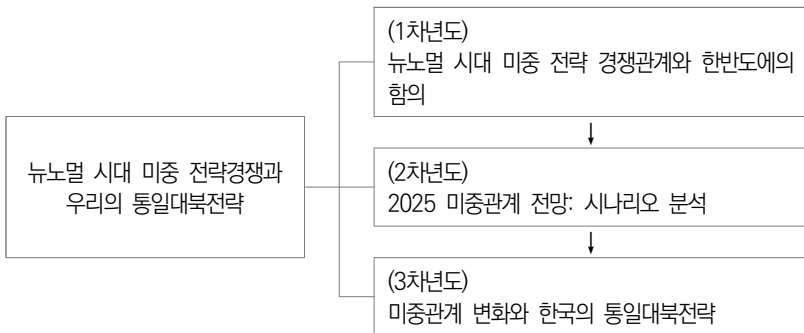 (1차년도)
뉴노멀 시대 미중 전략 경쟁관계와 한반도에의
함의
뉴노멀 시대 미중 전략경쟁과
우리의 통일대북전략
(2차년도)
2025 미중관계 전망: 시나리오 분석
(3차년도)
미중관계 변화와 한국의 통일대북전략